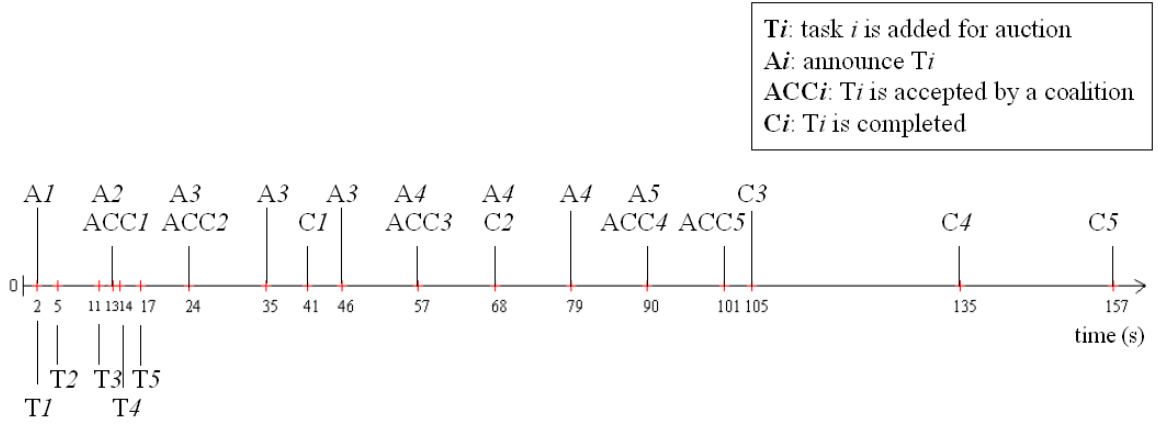 Ti: task i is added for auction
Ai: announce Ti
ACCi: Ti is accepted by a coalition
Ci: Ti is completed
A1 A2 A3 A3 A3 A4 A4 A4 A5 C3
ACC1 ACC2 C1 ACC3 C2 ACC4 ACC5 C4 C5
0
2 5 11 13 14 17 24 35 41 46 57 68 79 90 101 105 135 157
time (s)
T2 T3 T5
T1 T4